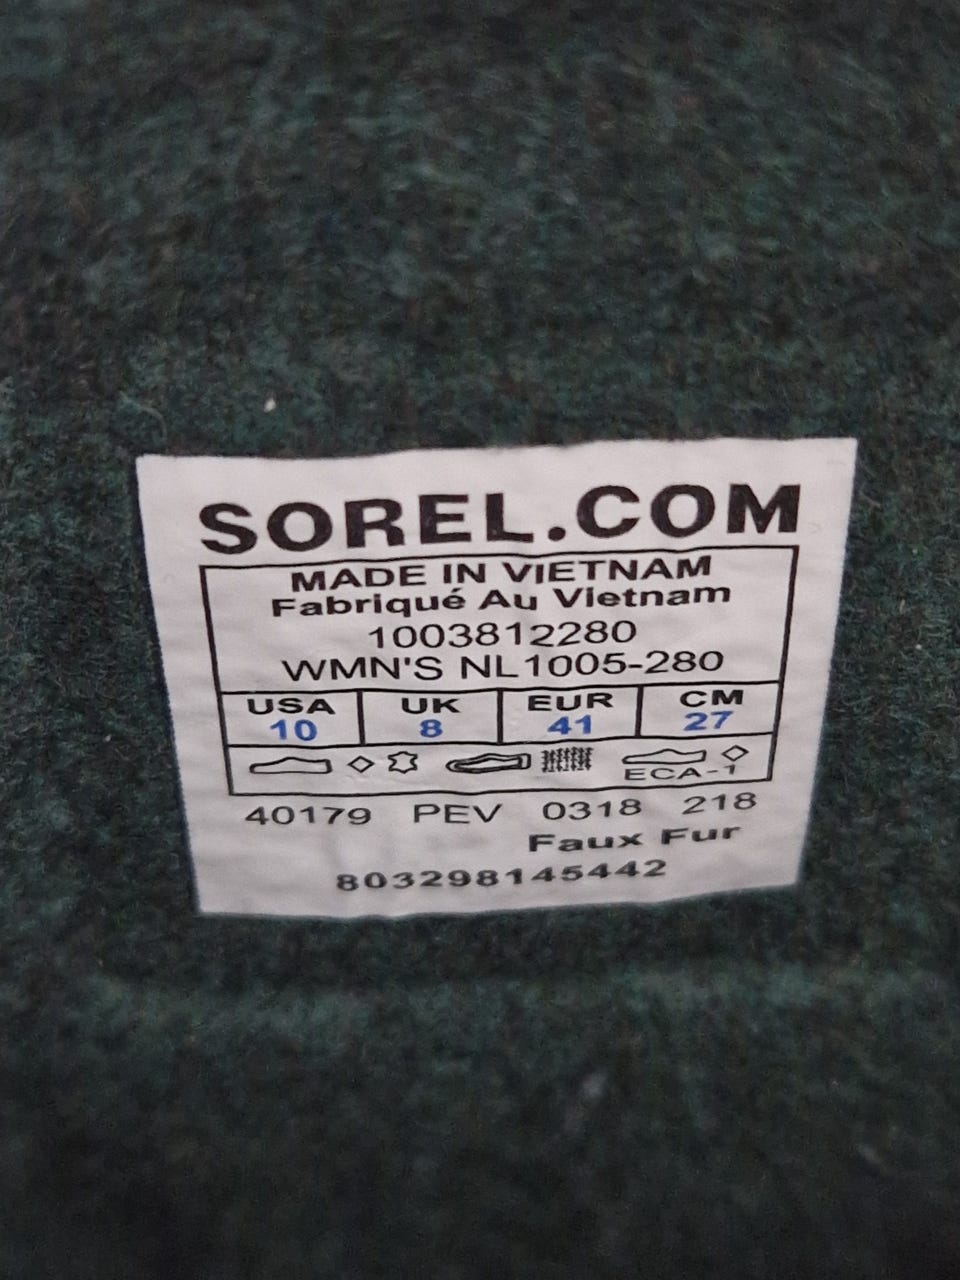 SOREL.COM
MADE IN VIETNAM
Fabriqué Au Vietnam
1003812280
WMN'S NL1005-280
USA UK EUR CM
10 8 41 27
ECA-1
40179 PEV 0318 218
Faux Fur
803298145442